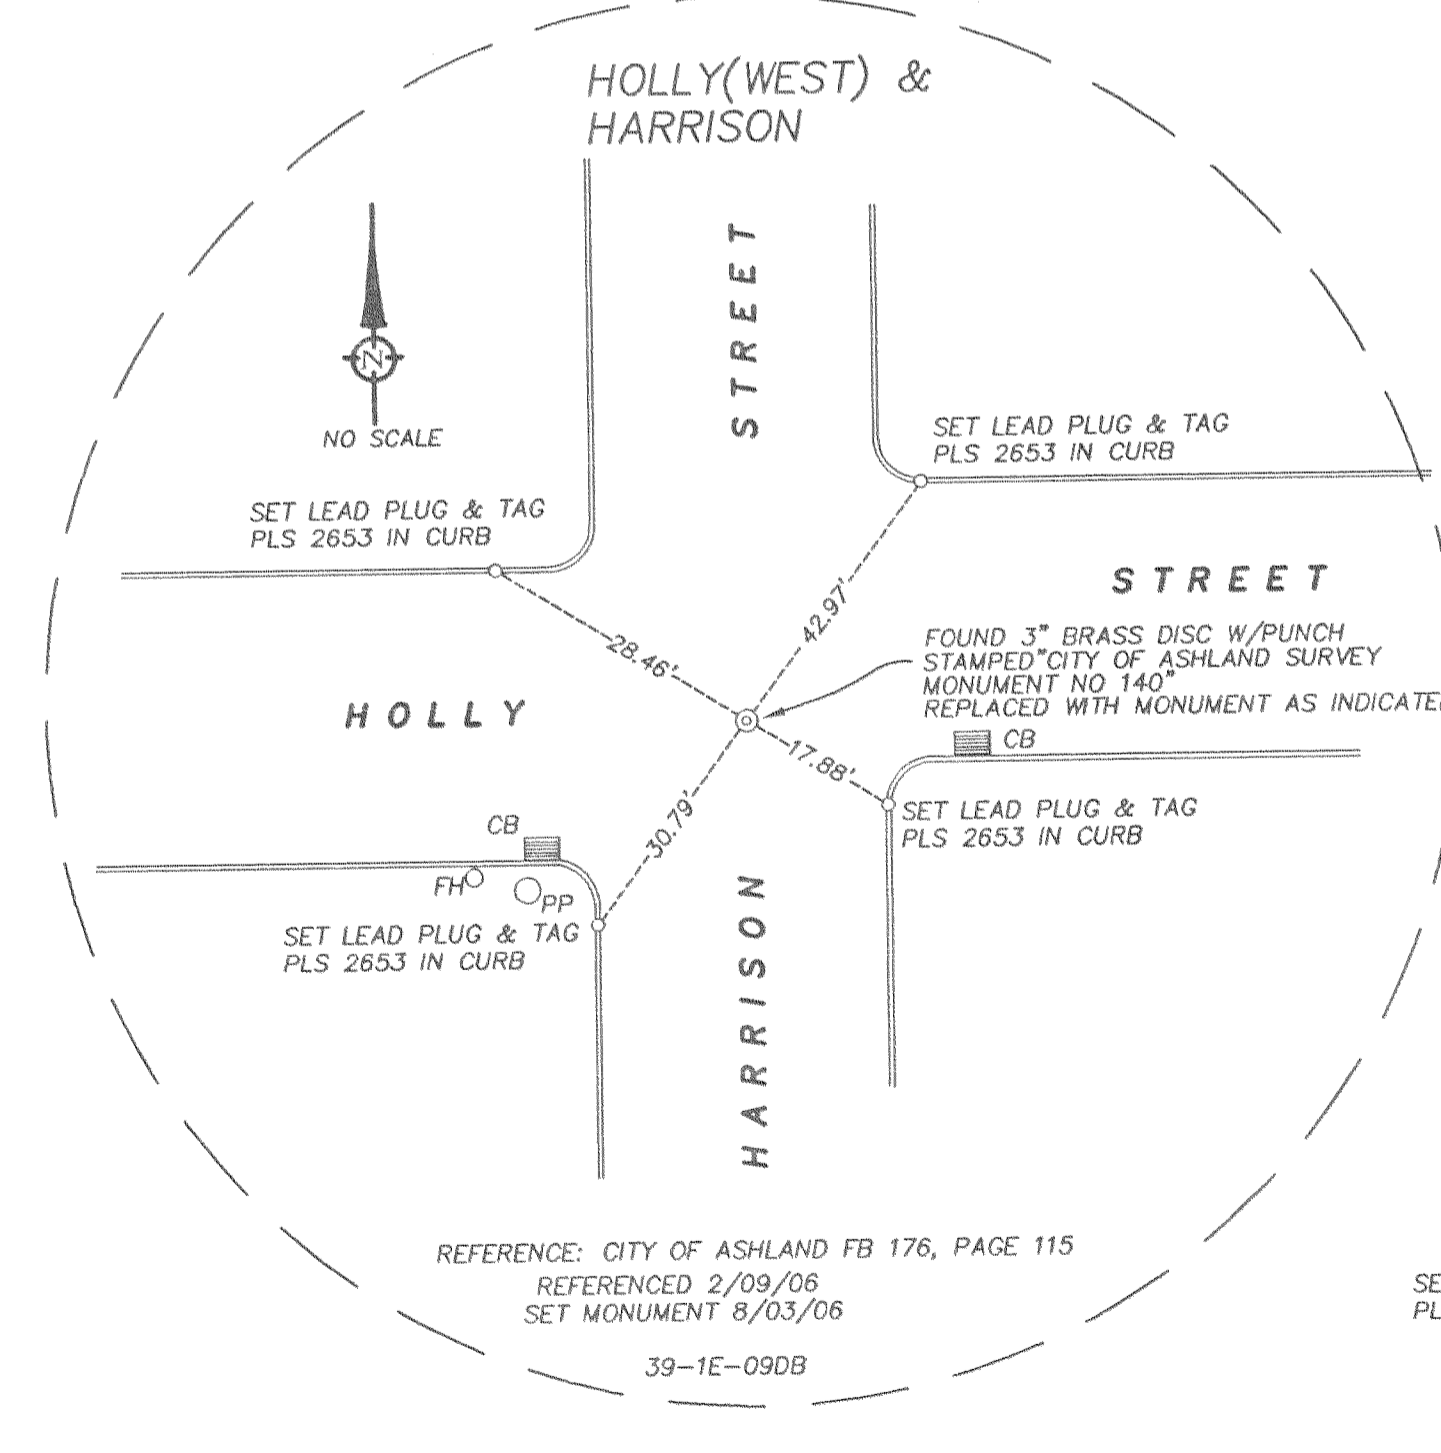 HOLLY(WEST) &
HARRISON
STREET
N
NO SCALE
SET LEAD PLUG & TAG
PLS 2653 IN CURB
SET LEAD PLUG & TAG
PLS 2653 IN CURB
STREET
42.97'
28.46'
FOUND 3" BRASS DISC W/PUNCH
STAMPED"CITY OF ASHLAND SURVEY
MONUMENT NO 140"
REPLACED WITH MONUMENT AS INDICATE
HOLLY
CB
17.88'
SET LEAD PLUG & TAG
PLS 2653 IN CURB
30.79'
CB
FH
PP
SET LEAD PLUG & TAG
PLS 2653 IN CURB
HARRISON
REFERENCE: CITY OF ASHLAND FB 176, PAGE 115
REFERENCED 2/09/06
SET MONUMENT 8/03/06
39-1E-09DB
SE
PL